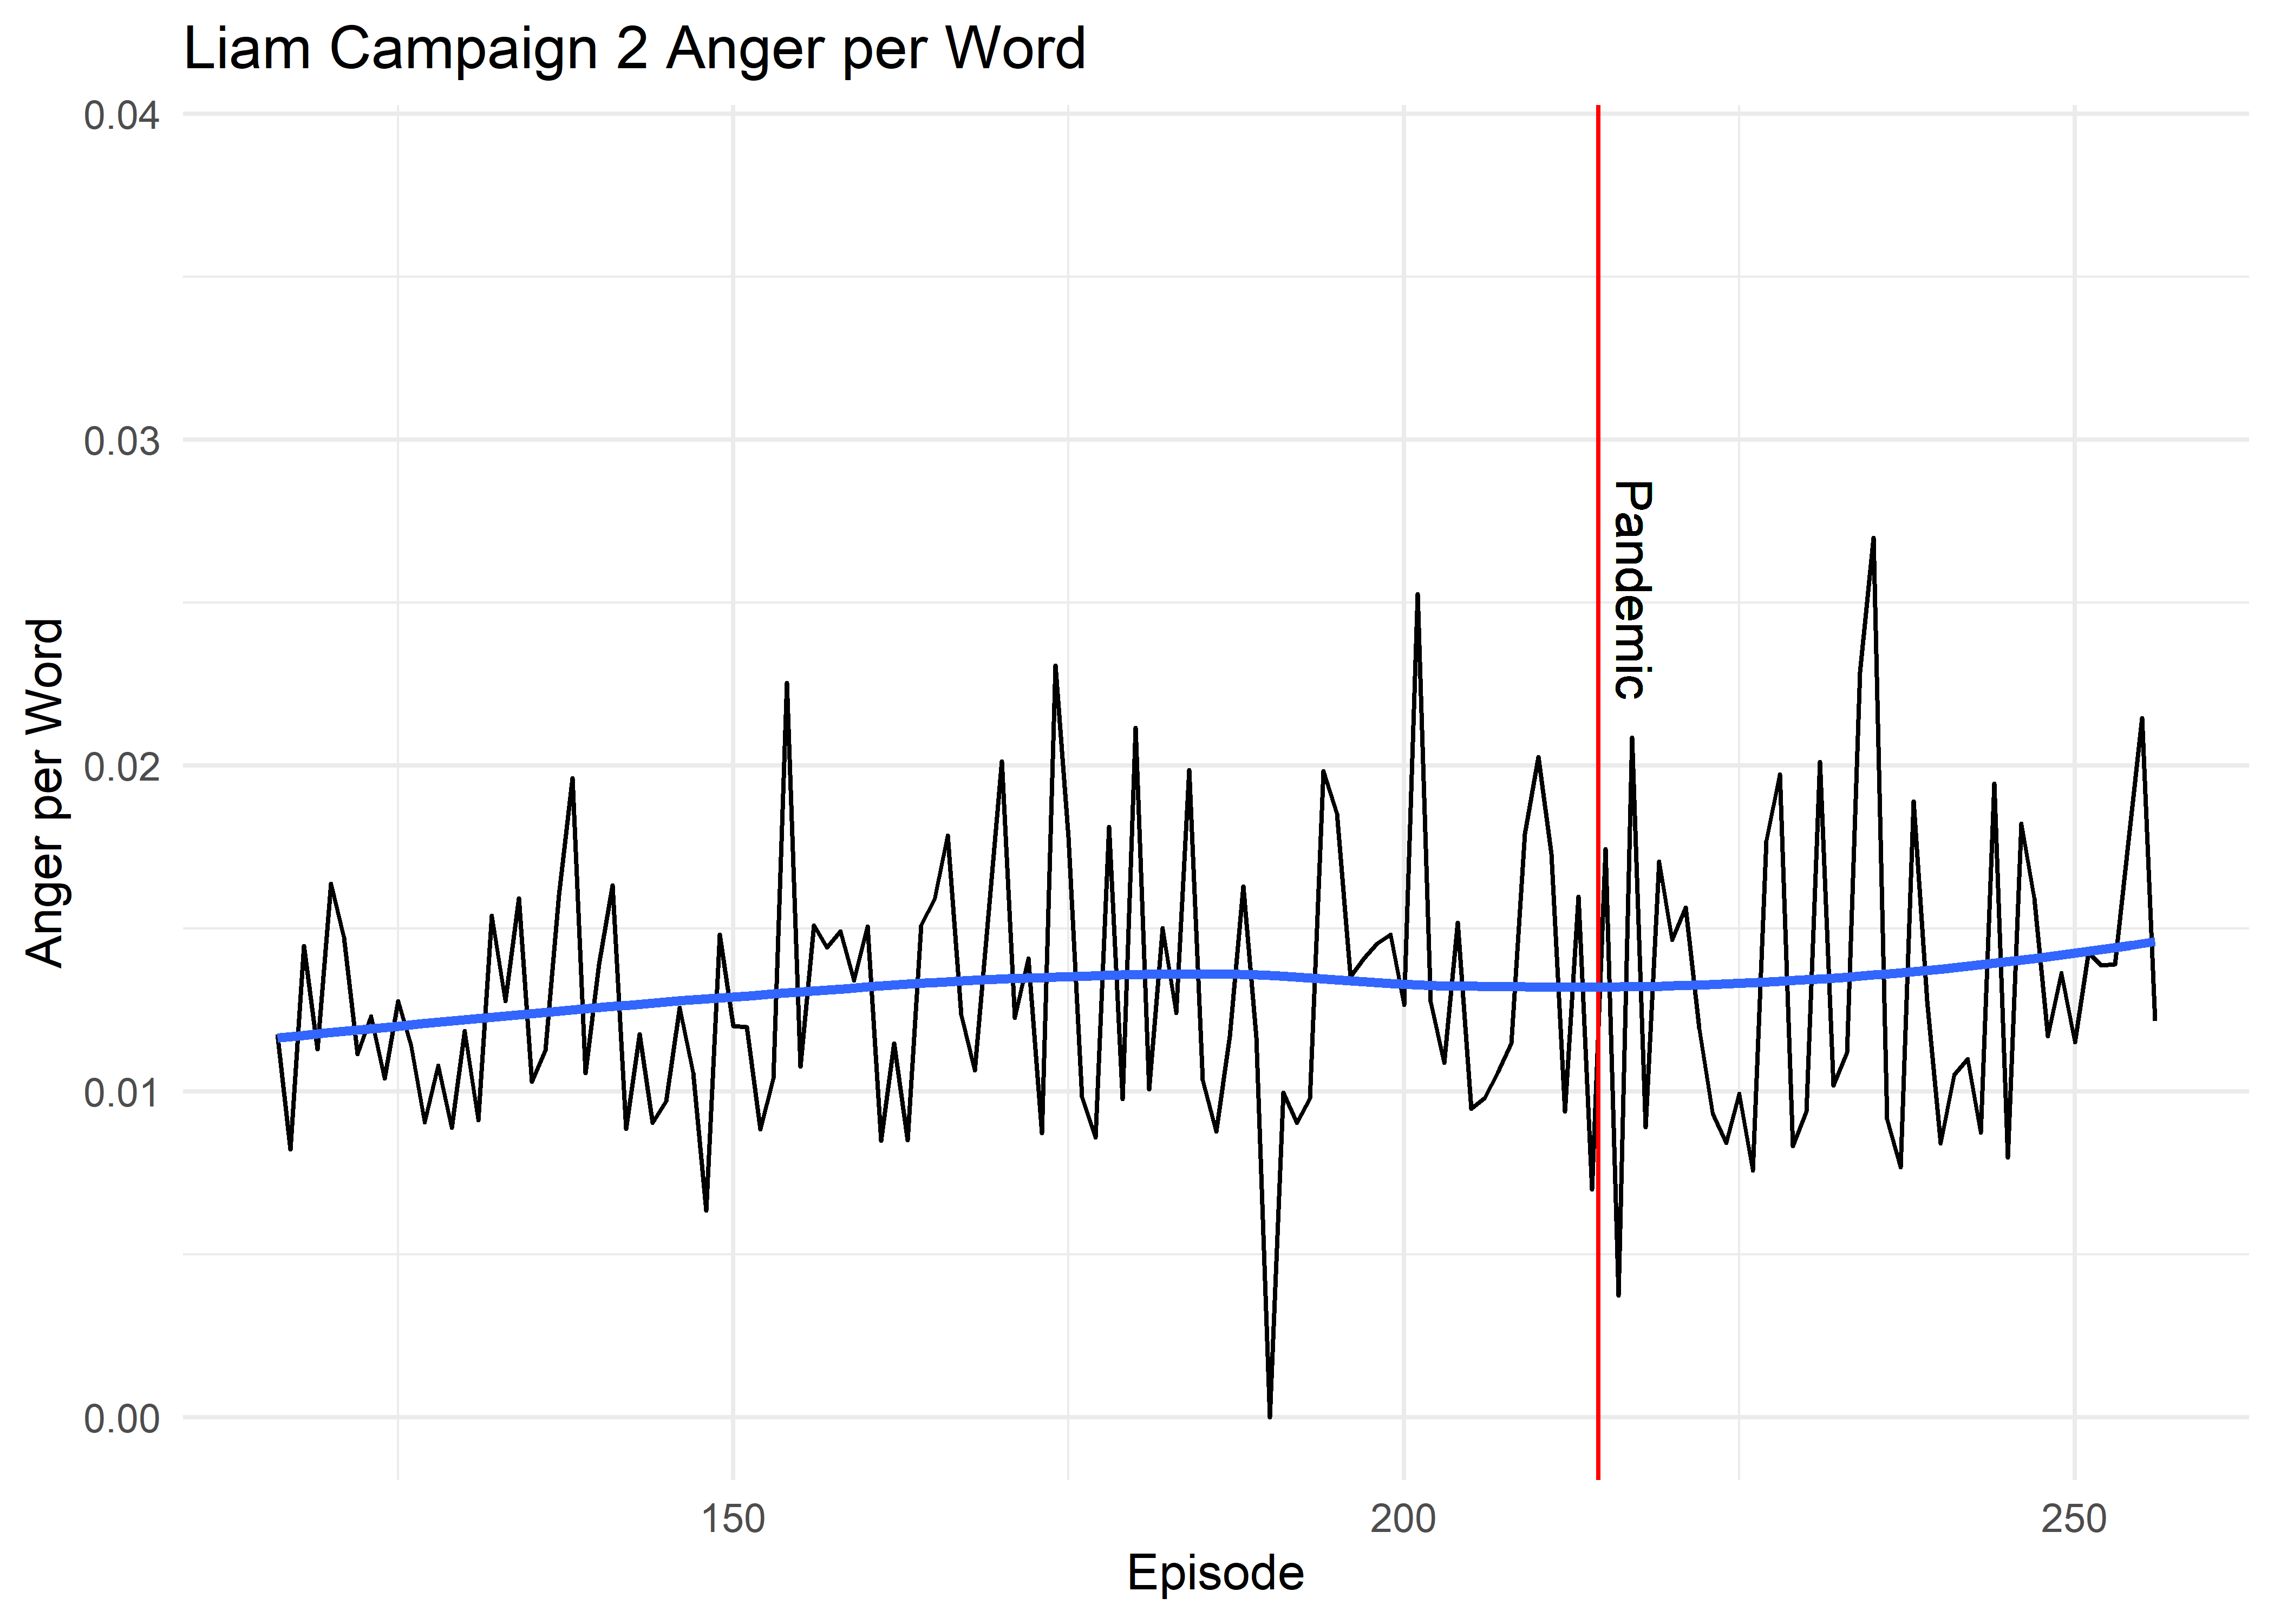 Liam Campaign 2 Anger per Word
0.04
0.03
0.02
0.01
0.00
Anger per Word
Pandemic
150
200
250
Episode